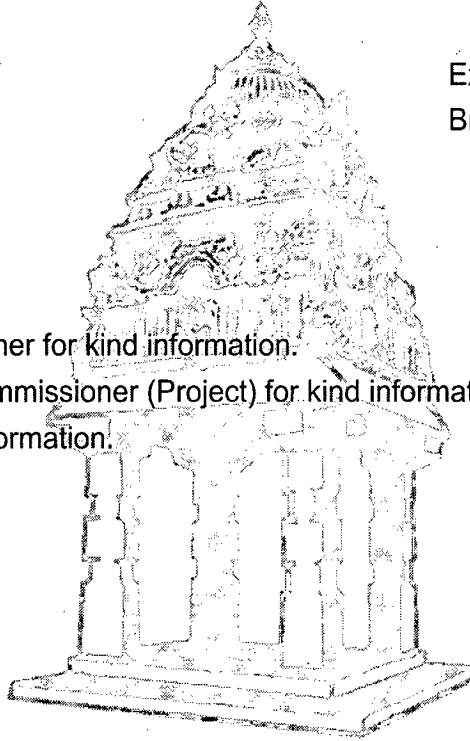 ner for kind information.
mmissioner (Project) for kind informat
ormation.